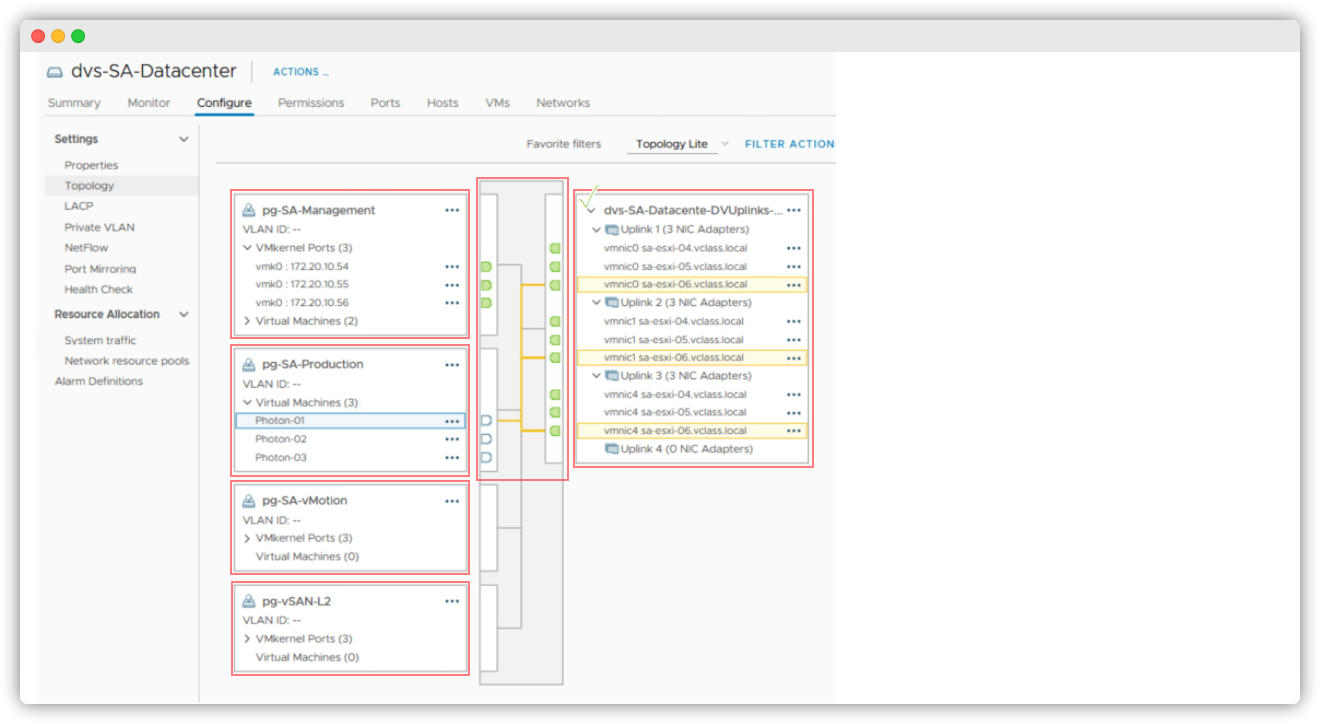 dvs-SA-Datacenter
ACTIONS ...
Summary Monitor Configure Permissions Ports Hosts VMs Networks
Settings
Properties
Topology
LACP
Private VLAN
NetFlow
Port Mirroring
Health Check
Resource Allocation
System traffic
Network resource pools
Alarm Definitions
Favorite filters Topology Lite FILTER ACTION
pg-SA-Management ...
VLAN ID: --
VMkernel Ports (3)
vmk0 : 172.20.10.54 ...
vmk0 : 172.20.10.55 ...
vmk0 : 172.20.10.56 ...
Virtual Machines (2)
pg-SA-Production ...
VLAN ID: --
Virtual Machines (3)
Photon-01 ...
Photon-02 ...
Photon-03 ...
pg-SA-vMotion ...
VLAN ID: --
VMkernel Ports (3)
Virtual Machines (0)
pg-vSAN-L2 ...
VLAN ID: --
VMkernel Ports (3)
Virtual Machines (0)
dvs-SA-Datacente-DVUplinks-... ...
Uplink 1 (3 NIC Adapters)
vmnic0 sa-esxi-04.vclass.local ...
vmnic0 sa-esxi-05.vclass.local ...
vmnic0 sa-esxi-06.vclass.local ...
Uplink 2 (3 NIC Adapters)
vmnic1 sa-esxi-04.vclass.local ...
vmnic1 sa-esxi-05.vclass.local ...
vmnic1 sa-esxi-06.vclass.local ...
Uplink 3 (3 NIC Adapters)
vmnic4 sa-esxi-04.vclass.local ...
vmnic4 sa-esxi-05.vclass.local ...
vmnic4 sa-esxi-06.vclass.local ...
Uplink 4 (0 NIC Adapters)